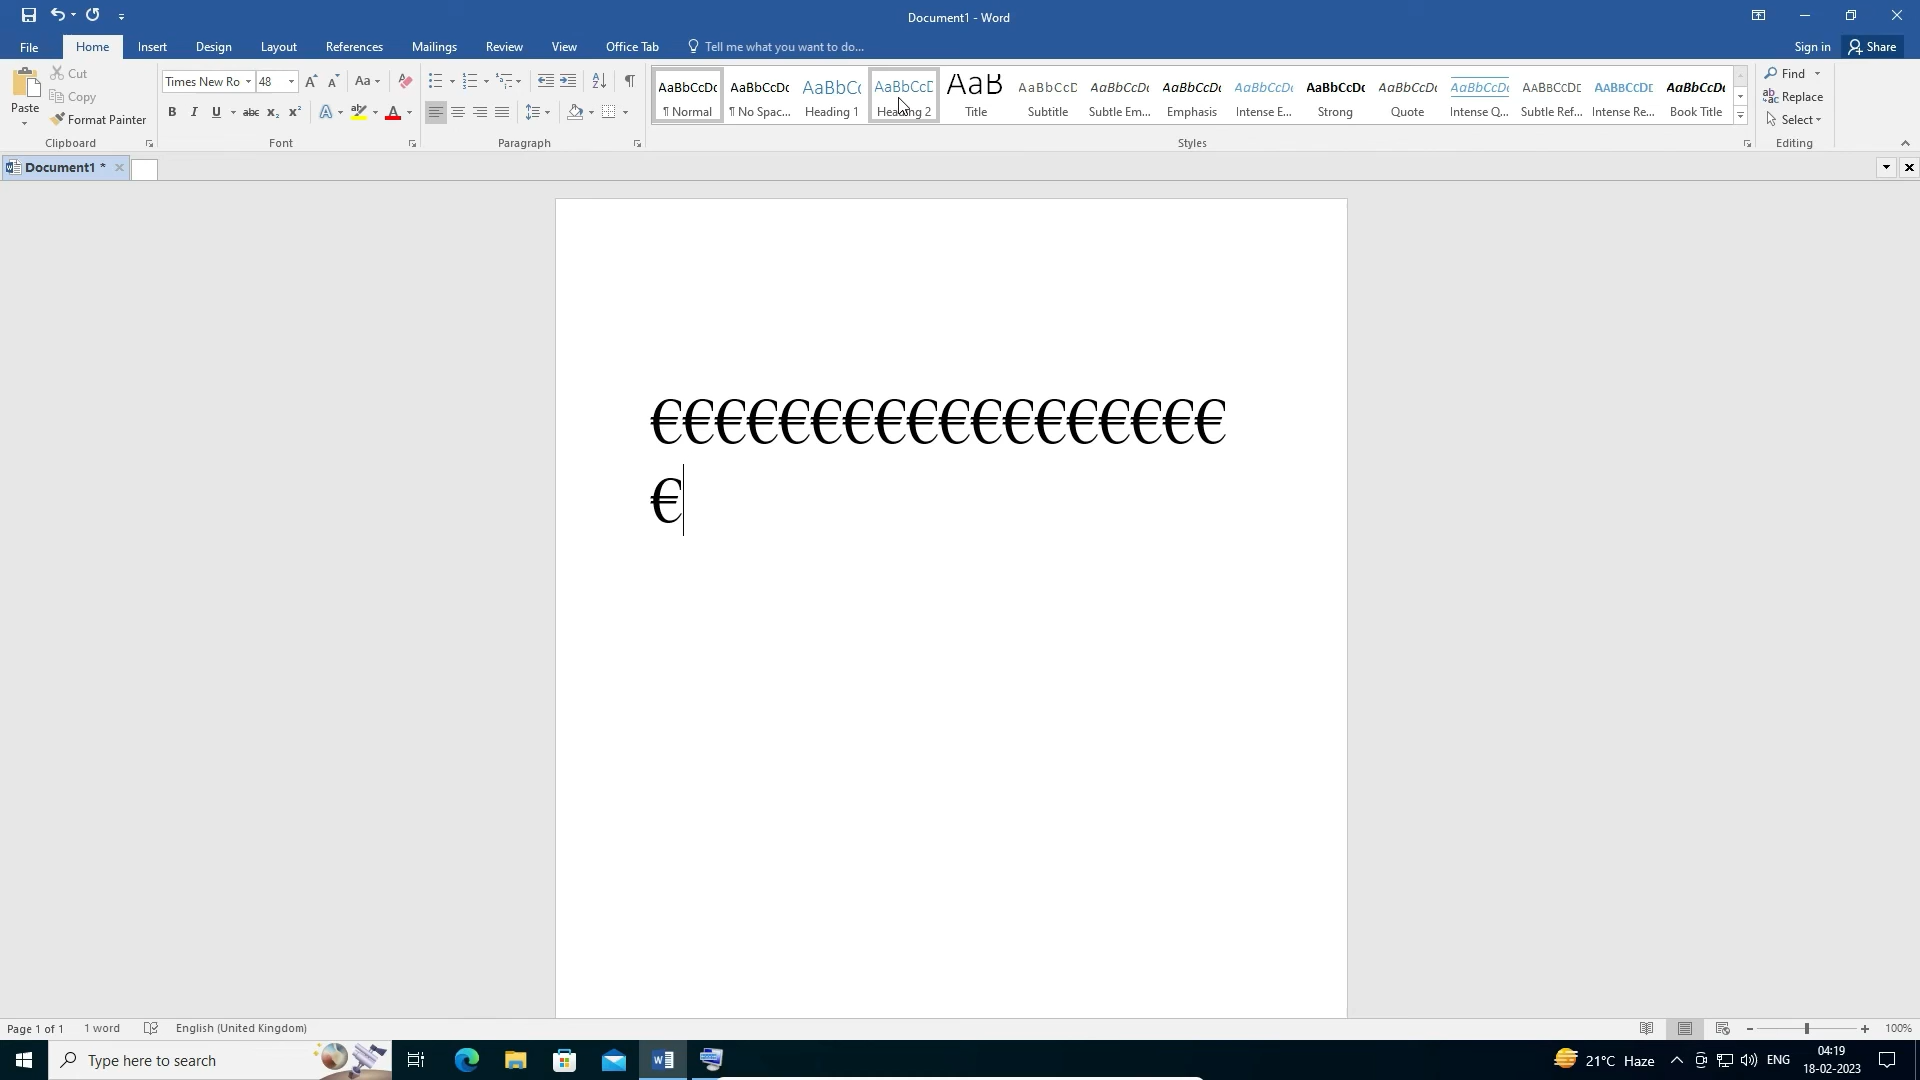 Document1 - Word
File Home Insert Design Layout References Mailings Review View Office Tab Tell me what you want to do... Sign in Share
Paste Cut Copy Format Painter
Clipboard
Times New Ro 48
Font
Paragraph
AaBbCcDc ¶ Normal
AaBbCcDc ¶ No Spac...
AaBbCc Heading 1
AaBbCcD Heading 2
AaB Title
AaBbCcD Subtitle
AaBbCcDc Subtle Em...
AaBbCcDc Emphasis
AaBbCcDc Intense E...
AaBbCcDc Strong
AaBbCcDc Quote
AaBbCcDc Intense Q...
AABBCCDD Subtle Ref...
AABBCCDD Intense Re...
AaBbCcDc Book Title
Styles
Find
Replace
Select
Editing
Document1 *
€€€€€€€€€€€€€€€€€€
€
Page 1 of 1 1 word English (United Kingdom) 100%
Type here to search 21°C Haze ENG 04:19
18-02-2023